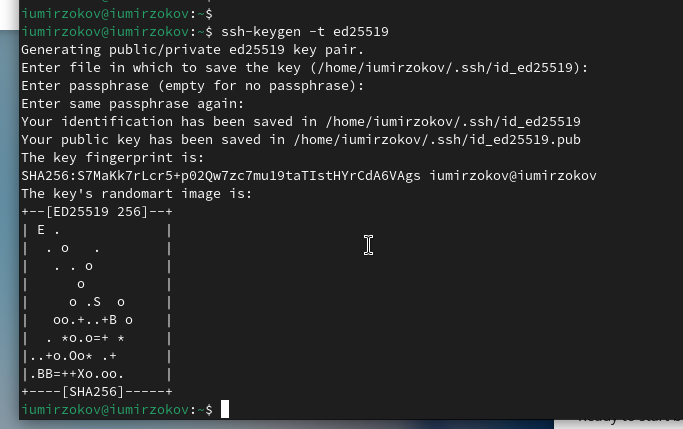 iumirzokov@iumirzokov:~$
iumirzokov@iumirzokov:~$ ssh-keygen -t ed25519
Generating public/private ed25519 key pair.
Enter file in which to save the key (/home/iumirzokov/.ssh/id_ed25519):
Enter passphrase (empty for no passphrase):
Enter same passphrase again:
Your identification has been saved in /home/iumirzokov/.ssh/id_ed25519
Your public key has been saved in /home/iumirzokov/.ssh/id_ed25519.pub
The key fingerprint is:
SHA256:S7MaKk7rLcr5+p02Qw7zc7mu19taTIstHYrCdA6VAgs iumirzokov@iumirzokov
The key's randomart image is:
+--[ED25519 256]--+
| E .             |
|  . o   .        |
|   . . o         |
|      o          |
|     o .S  o     |
|   oo.+..+B o    |
|  . *o.o=+ *     |
|..+o.Oo* .+      |
|.BB=++Xo.oo.     |
+----[SHA256]-----+
iumirzokov@iumirzokov:~$